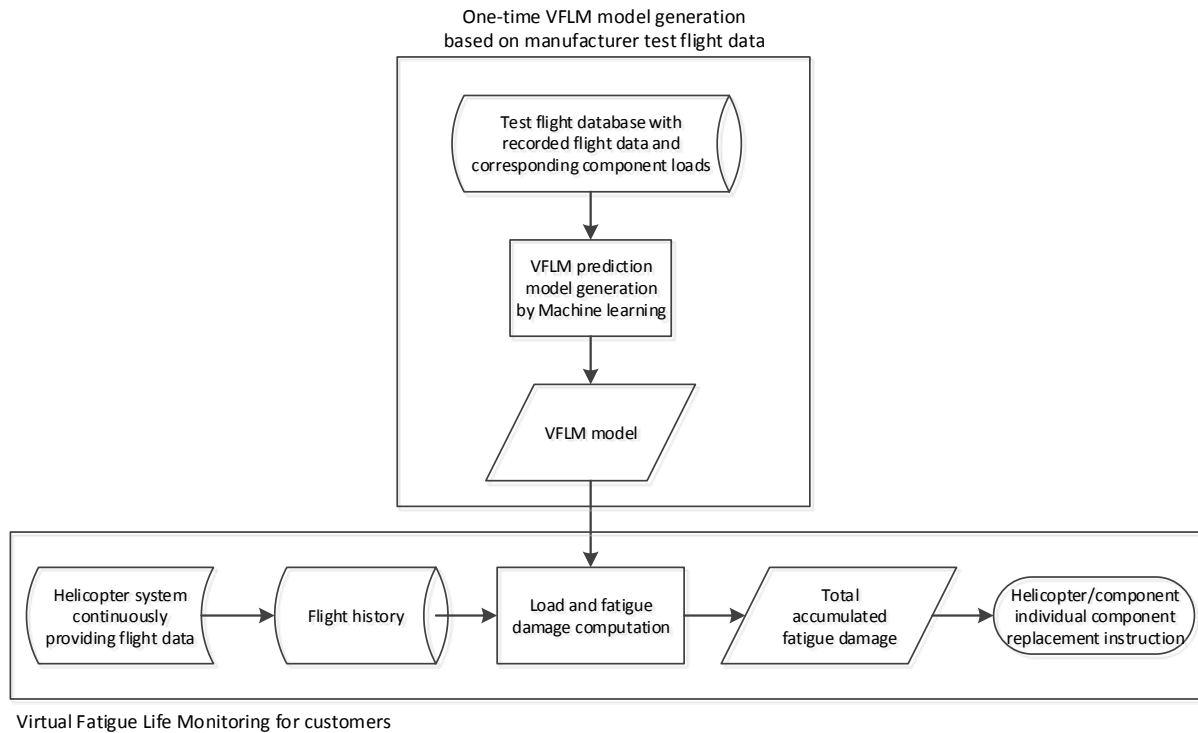 One-time VFLM model generation
based on manufacturer test flight data
Test flight database with
recorded flight data and
corresponding component loads
VFLM prediction
model generation
by Machine learning
VFLM model
Helicopter system
continuously
providing flight data
Flight history
Load and fatigue
damage computation
Total
accumulated
fatigue damage
Helicopter/component
individual component
replacement instruction
Virtual Fatigue Life Monitoring for customers